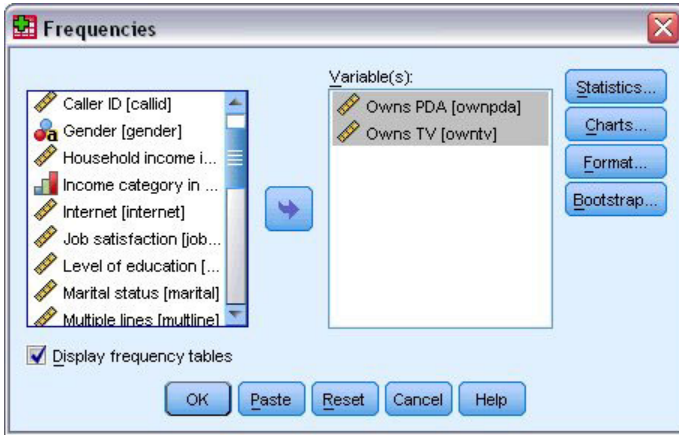 Frequencies
Variable(s):
Caller ID [callid]
Gender [gender]
Household income i...
Income category in ...
Internet [internet]
Job satisfaction [job...
Level of education [...
Marital status [marital]
Multiple lines [multline]
Owns PDA [ownpda]
Owns TV [owntv]
Statistics...
Charts...
Format...
Bootstrap...
Display frequency tables
OK Paste Reset Cancel Help